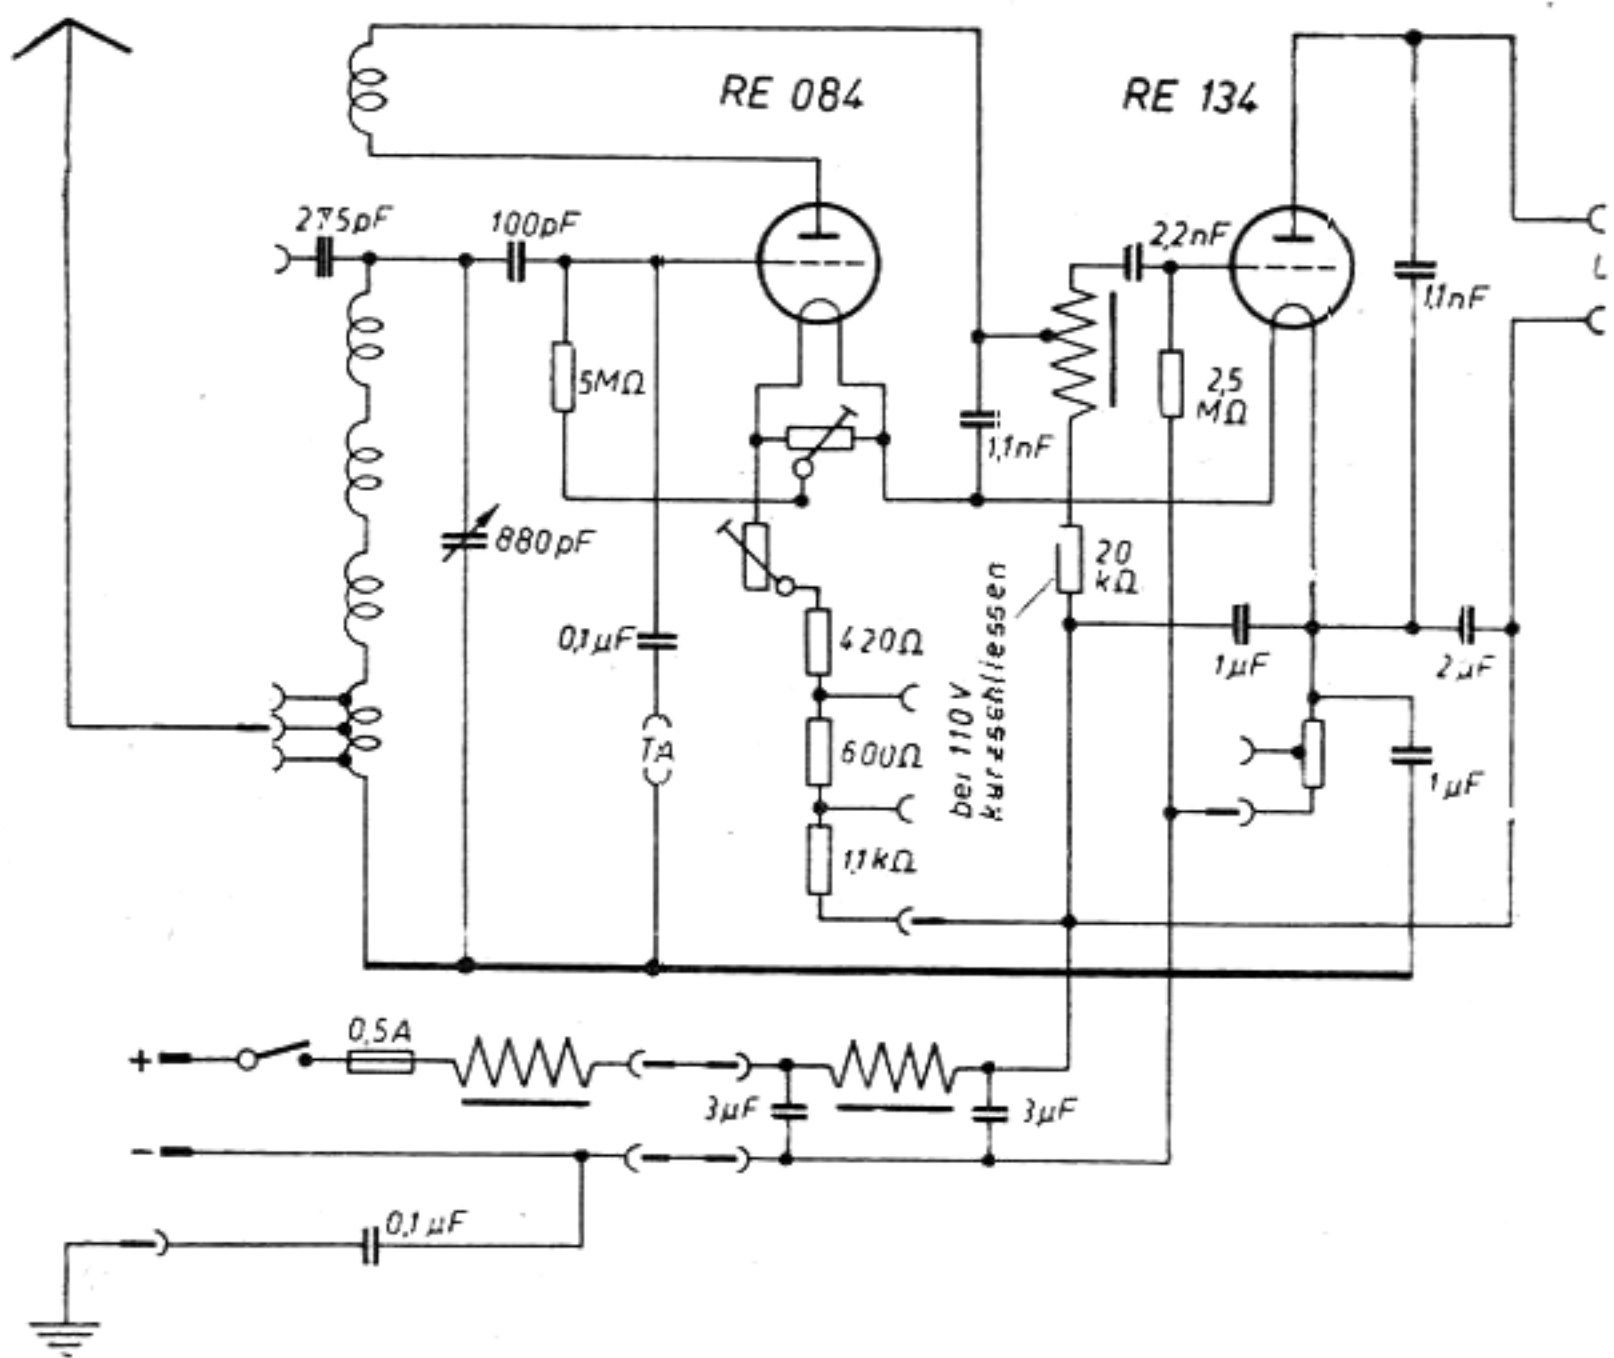 RE 084
RE 134
275pF
100pF
2,2nF
L
1,1nF
5MΩ
2,5
MΩ
1,1nF
880pF
20
kΩ
bei 110V
kurzschliessen
0,1µF
420Ω
1µF
2µF
TA
600Ω
1µF
1,1kΩ
+
0,5A
3µF
3µF
-
0,1µF